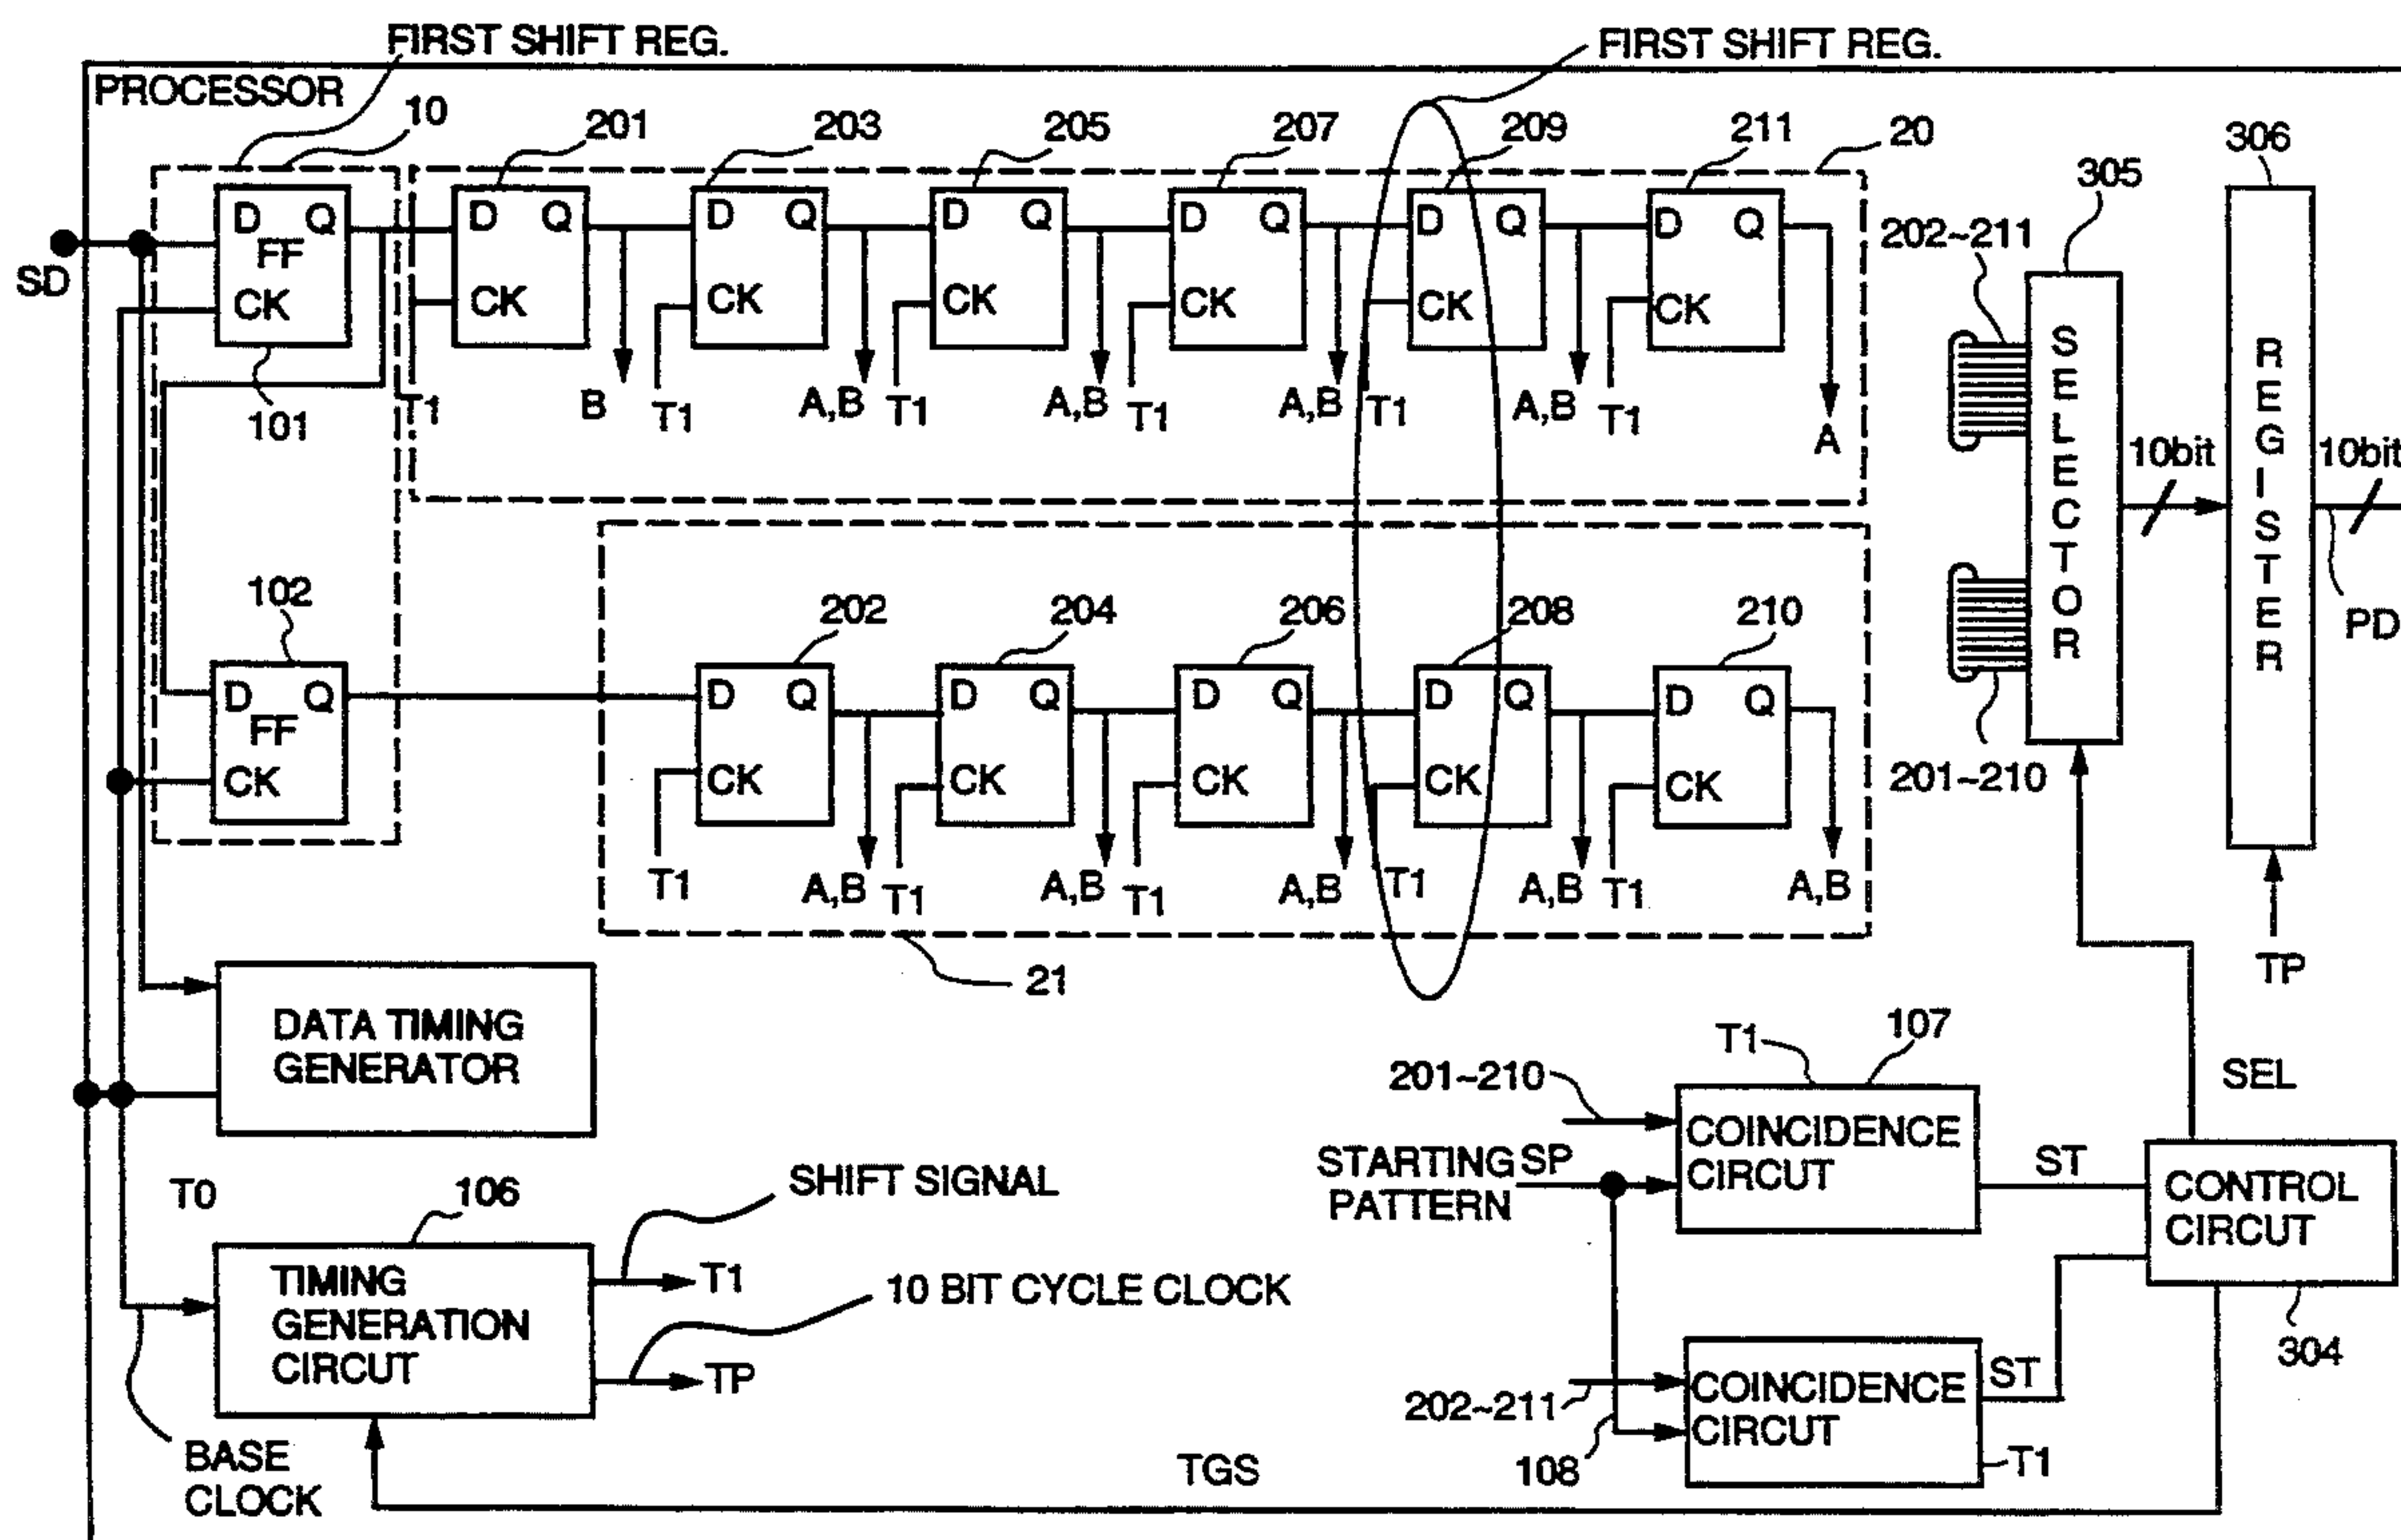 FIRST SHIFT REG.
FIRST SHIFT REG.
PROCESSOR
10
201
203
205
207
209
211
20
306
305
202~211
D Q
FF
CK
D Q
CK
D Q
CK
D Q
CK
D Q
CK
D Q
CK
D Q
CK
SD
101
T1
B
T1
A,B
T1
A,B
T1
A,B
T1
A,B
T1
A
SELECTOR
10bit
REGISTER
10bit
PD
102
202
204
206
208
210
201~210
D Q
FF
CK
D Q
CK
D Q
CK
D Q
CK
D Q
CK
D Q
CK
T1
A,B
T1
A,B
T1
A,B
T1
A,B
T1
A,B
TP
21
DATA TIMING
GENERATOR
T1
107
201~210
SEL
COINCIDENCE
CIRCUT
STARTING
PATTERN
SP
ST
CONTROL
CIRCUT
304
T0
106
SHIFT SIGNAL
TIMING
GENERATION
CIRCUT
T1
10 BIT CYCLE CLOCK
TP
COINCIDENCE
CIRCUT
ST
202~211
108
T1
BASE
CLOCK
TGS